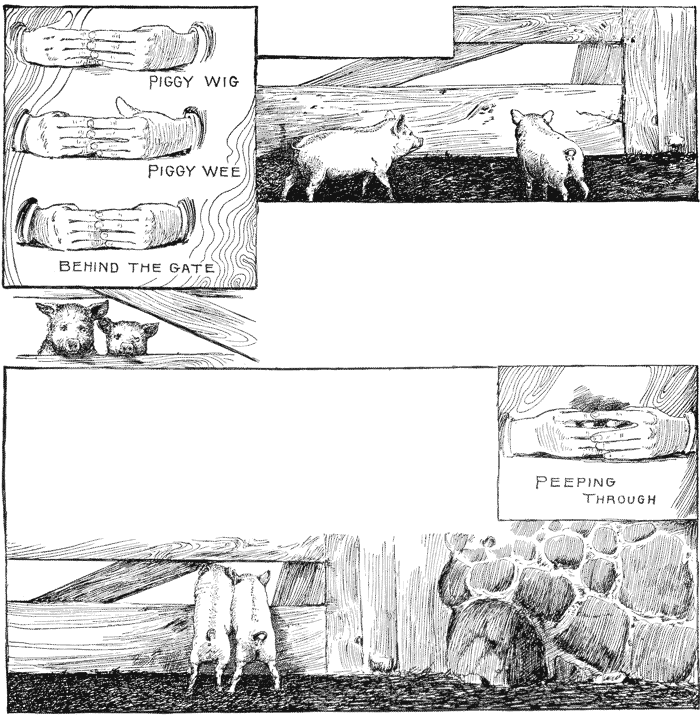 PIGGY WIG
PIGGY WEE
BEHIND THE GATE
PEEPING
THROUGH